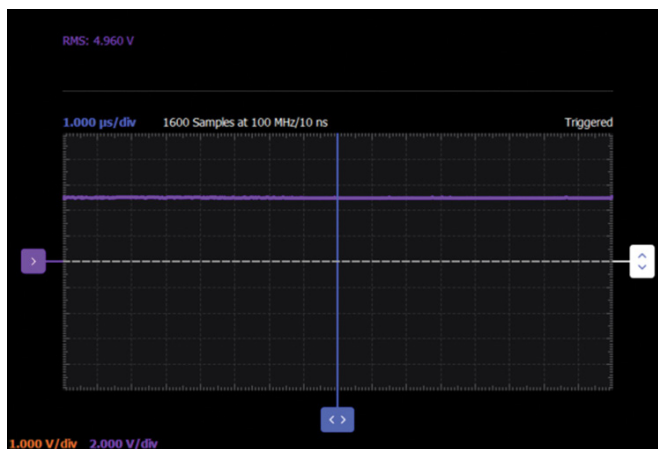 RMS: 4.960 V
1.000 µs/div 1600 Samples at 100 MHz/10 ns Triggered
1.000 V/div 2.000 V/div